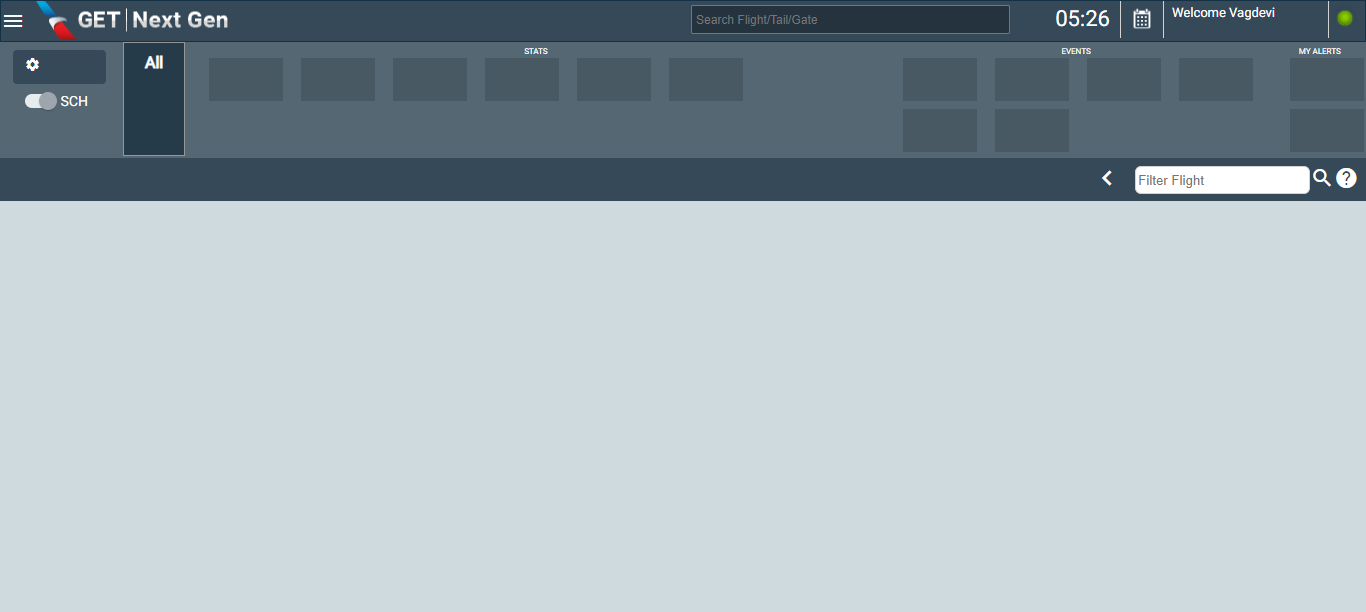 GET | Next Gen
Search Flight/Tail/Gate
05:26
Welcome Vagdevi
SCH
All
STATS
EVENTS
MY ALERTS
Filter Flight
?